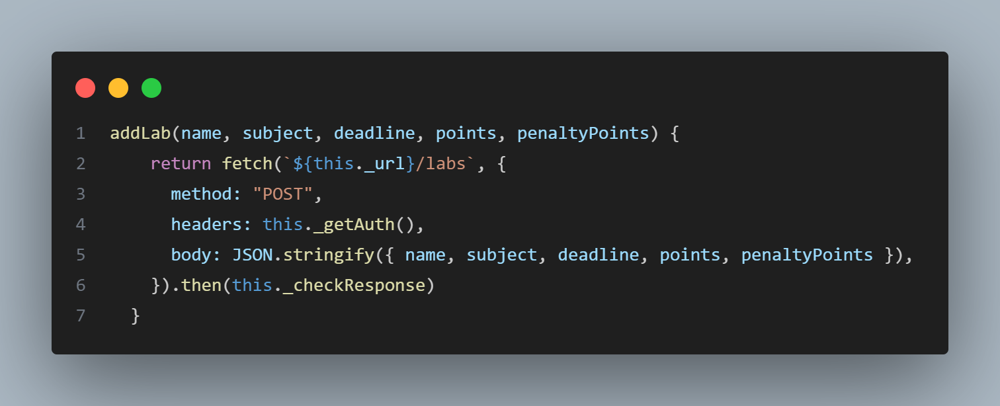 1 addLab(name, subject, deadline, points, penaltyPoints) {
2 return fetch(`${this._url}/labs`, {
3 method: "POST",
4 headers: this._getAuth(),
5 body: JSON.stringify({ name, subject, deadline, points, penaltyPoints }),
6 }).then(this._checkResponse)
7 }